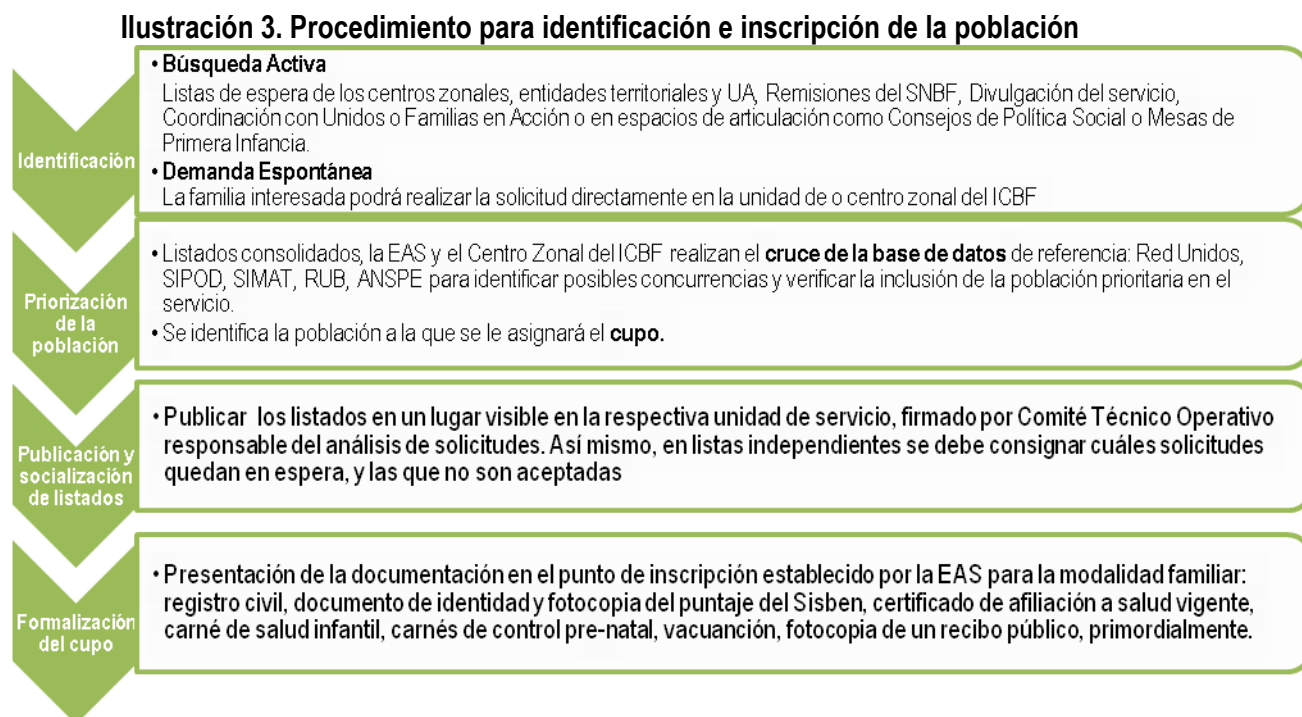 Ilustración 3. Procedimiento para identificación e inscripción de la población
Identificación
• Búsqueda Activa
Listas de espera de los centros zonales, entidades territoriales y UA, Remisiones del SNBF, Divulgación del servicio,
Coordinación con Unidos o Familias en Acción o en espacios de articulación como Consejos de Política Social o Mesas de
Primera Infancia.
• Demanda Espontánea
La familia interesada podrá realizar la solicitud directamente en la unidad de o centro zonal del ICBF
Priorización
de la
población
• Listados consolidados, la EAS y el Centro Zonal del ICBF realizan el cruce de la base de datos de referencia: Red Unidos,
SIPOD, SIMAT, RUB, ANSPE para identificar posibles concurrencias y verificar la inclusión de la población prioritaria en el
servicio.
• Se identifica la población a la que se le asignará el cupo.
Publicación y
socialización
de listados
• Publicar los listados en un lugar visible en la respectiva unidad de servicio, firmado por Comité Técnico Operativo
responsable del análisis de solicitudes. Así mismo, en listas independientes se debe consignar cuáles solicitudes
quedan en espera, y las que no son aceptadas
Formalización
del cupo
• Presentación de la documentación en el punto de inscripción establecido por la EAS para la modalidad familiar:
registro civil, documento de identidad y fotocopia del puntaje del Sisben, certificado de afiliación a salud vigente,
carné de salud infantil, carnés de control pre-natal, vacuanción, fotocopia de un recibo público, primordialmente.